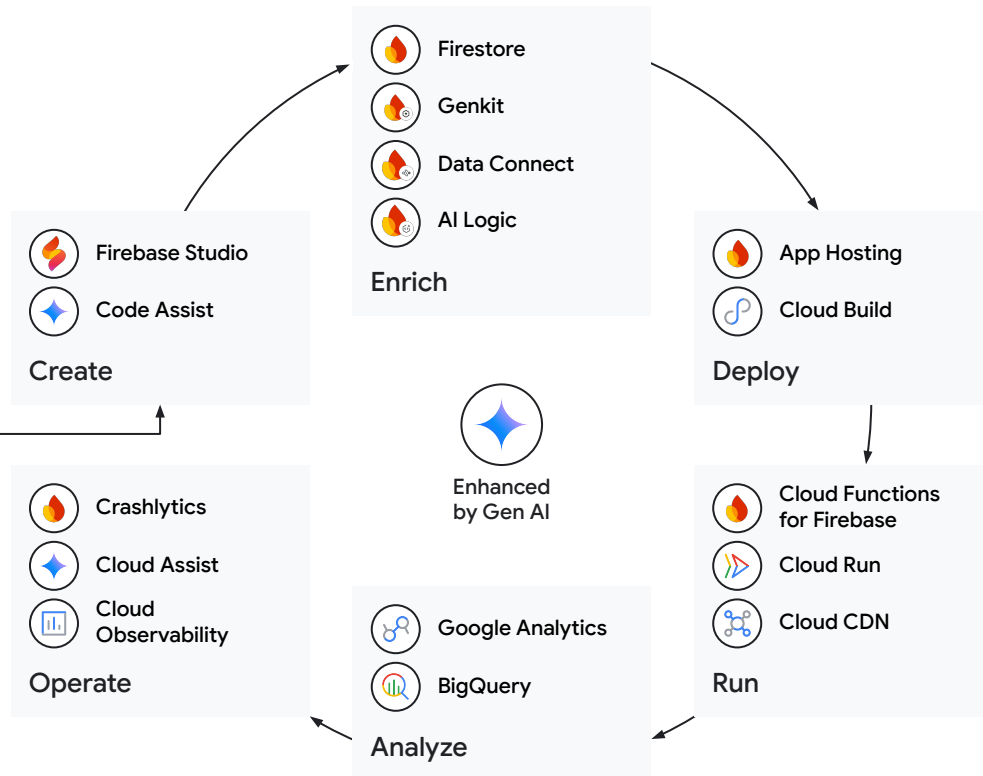 Firestore
Genkit
Data Connect
AI Logic
Enrich
Firebase Studio
Code Assist
Create
App Hosting
Cloud Build
Deploy
Enhanced
by Gen AI
Crashlytics
Cloud Assist
Cloud
Observability
Operate
Google Analytics
BigQuery
Analyze
Cloud Functions
for Firebase
Cloud Run
Cloud CDN
Run